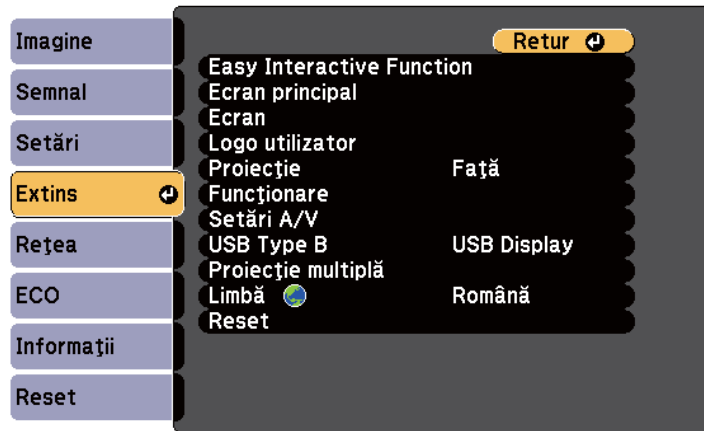 Imagine
Semnal
Setări
Extins
Reţea
ECO
Informaţii
Reset
Retur
Easy Interactive Function
Ecran principal
Ecran
Logo utilizator
Proiecţie Faţă
Funcţionare
Setări A/V
USB Type B USB Display
Proiecţie multiplă
Limbă Română
Reset